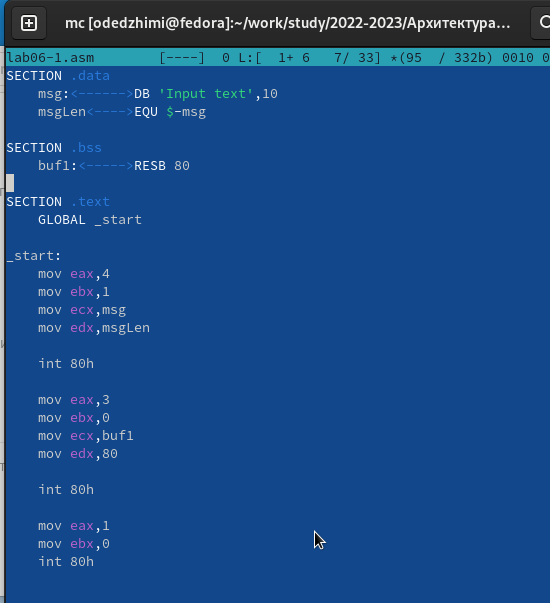 mc [odedzhimi@fedora]:~/work/study/2022-2023/Архитектура...
lab06-1.asm [----] 0 L:[ 1+ 6 7/ 33] *(95 / 332b) 0010 0
SECTION .data
msg:<------>DB 'Input text',10
msgLen<---->EQU $-msg
SECTION .bss
buf1:<----->RESB 80
SECTION .text
GLOBAL _start
_start:
mov eax,4
mov ebx,1
mov ecx,msg
mov edx,msgLen
int 80h
mov eax,3
mov ebx,0
mov ecx,buf1
mov edx,80
int 80h
mov eax,1
mov ebx,0
int 80h